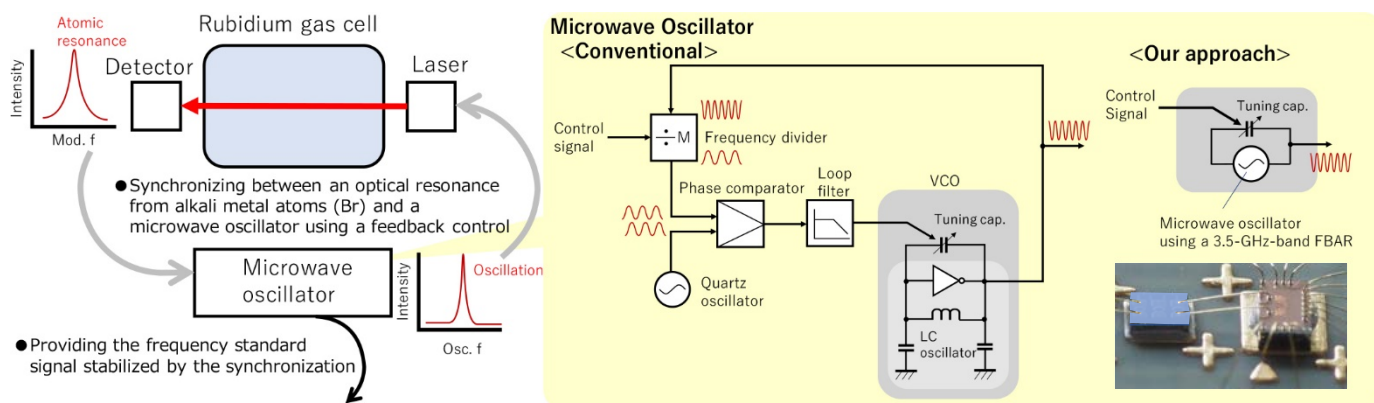 Atomic
resonance
Rubidium gas cell
Detector
Laser
Intensity
Mod. f
●Synchronizing between an optical resonance
from alkali metal atoms (Br) and a
microwave oscillator using a feedback control
Microwave
oscillator
Intensity
Oscillation
Osc. f
●Providing the frequency standard
signal stabilized by the synchronization
Microwave Oscillator
<Conventional>
Control
signal
÷M
Frequency divider
Phase comparator
Loop
filter
Quartz
oscillator
VCO
Tuning cap.
LC
oscillator
<Our approach>
Control
Signal
Tuning cap.
Microwave oscillator
using a 3.5-GHz-band FBAR